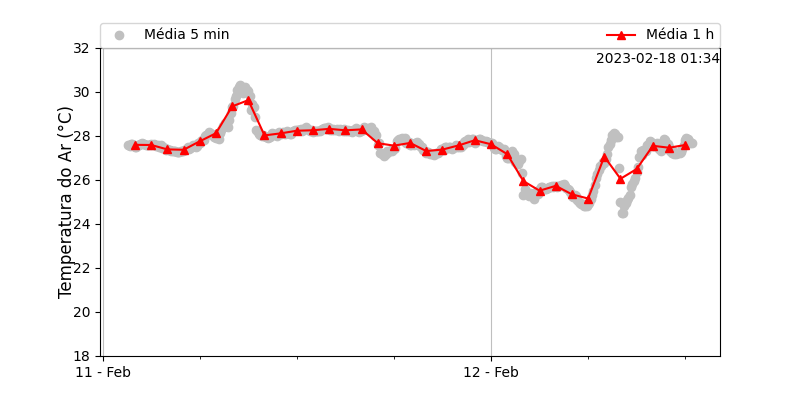 Média 5 min
Média 1 h
2023-02-18 01:34
Temperatura do Ar (°C)
32
30
28
26
24
22
20
18
11 - Feb
12 - Feb